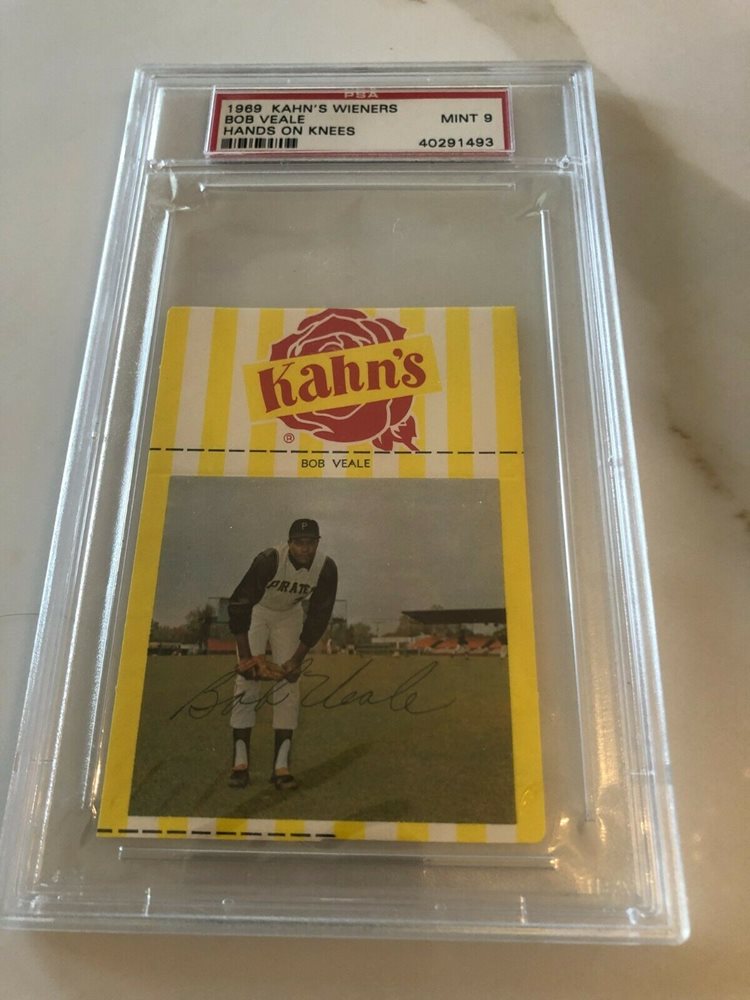 PSA
1969 KAHN'S WIENERS
BOB VEALE
MINT 9
HANDS ON KNEES
40291493
Kahn's
®
BOB VEALE
P
PIRATES
Bob Veale